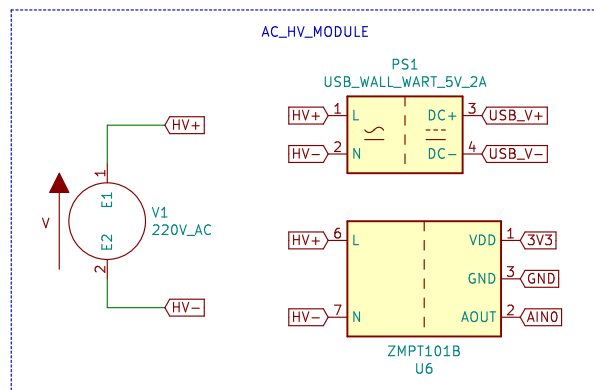 AC_HV_MODULE
PS1
USB_WALL_WART_5V_2A
HV+ 1 L DC+ 3 USB_V+
HV- 2 N DC- 4 USB_V-
HV+
1
E1
V
V1
220V_AC
E2
2
HV-
HV+ 6 L VDD 1 3V3
GND 3 GND
HV- 7 N AOUT 2 AIN0
ZMPT101B
U6